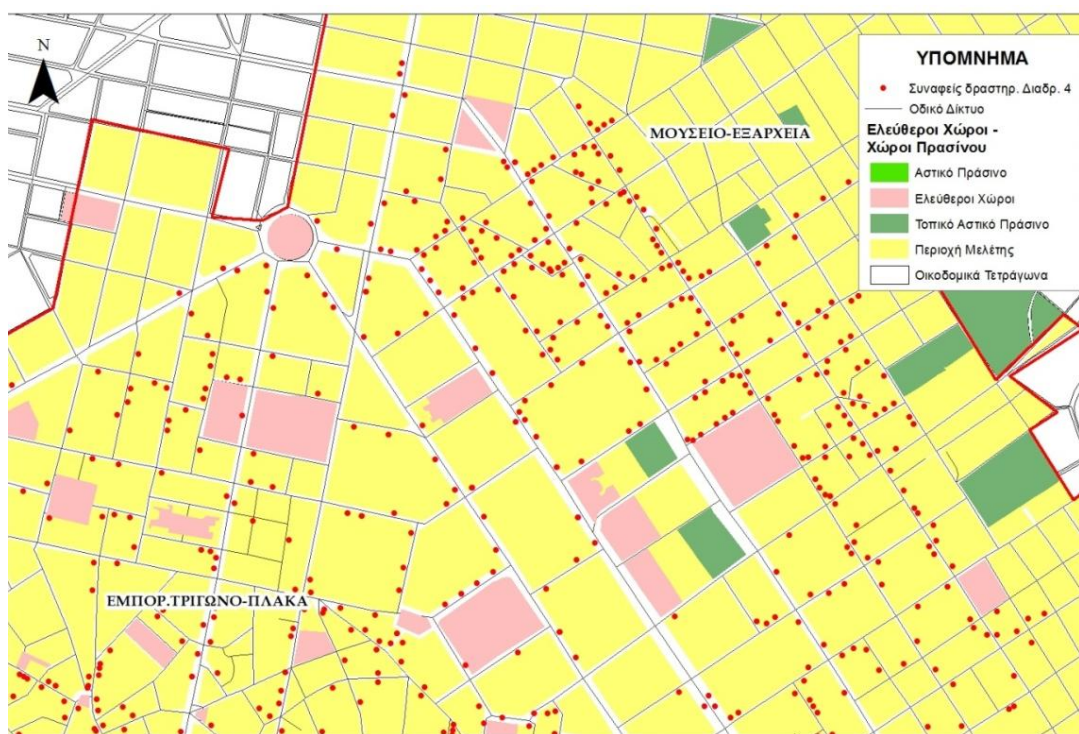 N
ΥΠΟΜΝΗΜΑ
Συναφείς δραστηρ. Διαδρ. 4
Οδικό Δίκτυο
Ελεύθεροι Χώροι -
Χώροι Πρασίνου
Αστικό Πράσινο
Ελεύθεροι Χώροι
Τοπικό Αστικό Πράσινο
Περιοχή Μελέτης
Οικοδομικά Τετράγωνα
ΜΟΥΣΕΙΟ-ΕΞΑΡΧΕΙΑ
ΕΜΠΟΡ.ΤΡΙΓΩΝΟ-ΠΛΑΚΑ